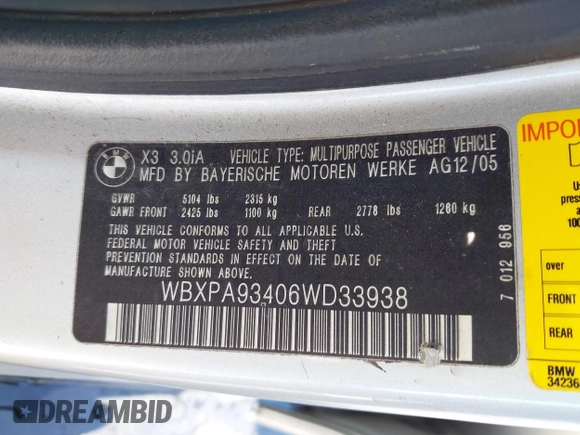 BMW
X3 3.0iA VEHICLE TYPE: MULTIPURPOSE PASSENGER VEHICLE
MFD BY BAYERISCHE MOTOREN WERKE AG12/05
GVWR 5104 lbs 2315 kg
GAWR FRONT 2425 lbs 1100 kg REAR 2778 lbs 1260 kg
THIS VEHICLE CONFORMS TO ALL APPLICABLE U.S.
FEDERAL MOTOR VEHICLE SAFETY AND THEFT
PREVENTION STANDARDS IN EFFECT ON THE DATE
OF MANUFACTURE SHOWN ABOVE
WBXPA93406WD33938
7 012 956
IMPOR
over
FRONT
REAR
BMW
34236
DREAMBID